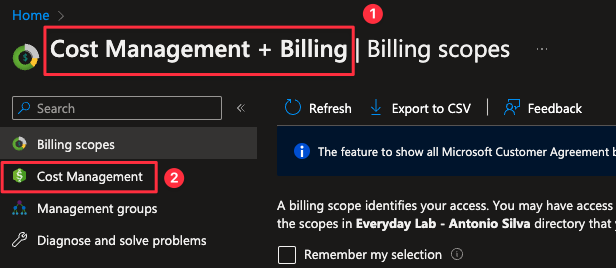 Home >
1
Cost Management + Billing | Billing scopes ...
Search «
Refresh Export to CSV Feedback
Billing scopes
The feature to show all Microsoft Customer Agreement b
Cost Management 2
Management groups
A billing scope identifies your access. You may have access
the scopes in Everyday Lab - Antonio Silva directory that y
Diagnose and solve problems
Remember my selection